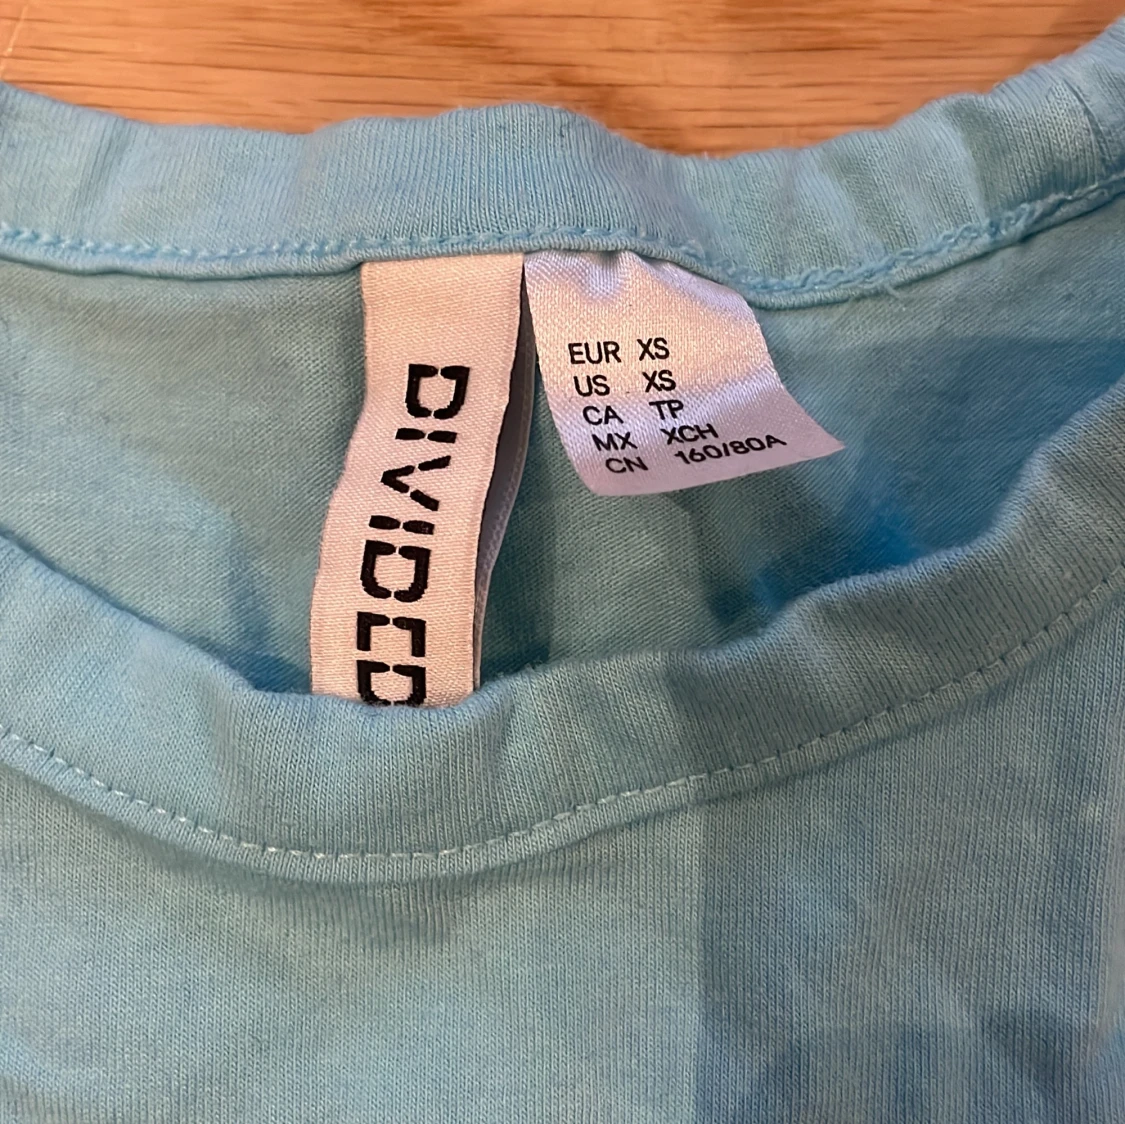 DIVIDED
EUR XS
US XS
CA TP
MX XCH
CN 160/80A